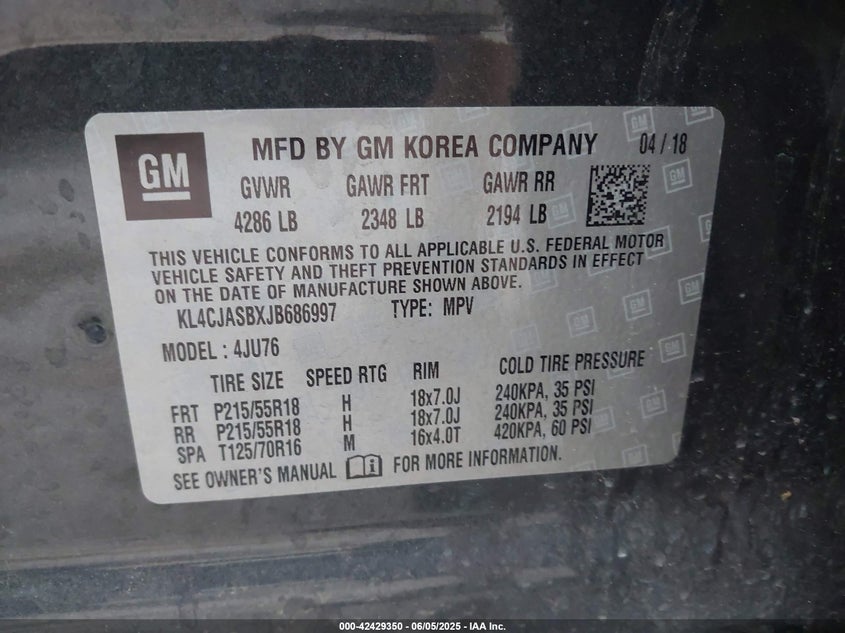 GM
MFD BY GM KOREA COMPANY 04 / 18
GVWR GAWR FRT GAWR RR
4286 LB 2348 LB 2194 LB
THIS VEHICLE CONFORMS TO ALL APPLICABLE U.S. FEDERAL MOTOR
VEHICLE SAFETY AND THEFT PREVENTION STANDARDS IN EFFECT
ON THE DATE OF MANUFACTURE SHOWN ABOVE.
KL4CJASBXJB686997 TYPE: MPV
MODEL : 4JU76
TIRE SIZE SPEED RTG RIM COLD TIRE PRESSURE
FRT P215/55R18 H 18x7.0J 240KPA, 35 PSI
RR P215/55R18 H 18x7.0J 240KPA, 35 PSI
SPA T125/70R16 M 16x4.0T 420KPA, 60 PSI
SEE OWNER'S MANUAL FOR MORE INFORMATION.
000-42429350 - 06/05/2025 - IAA Inc.